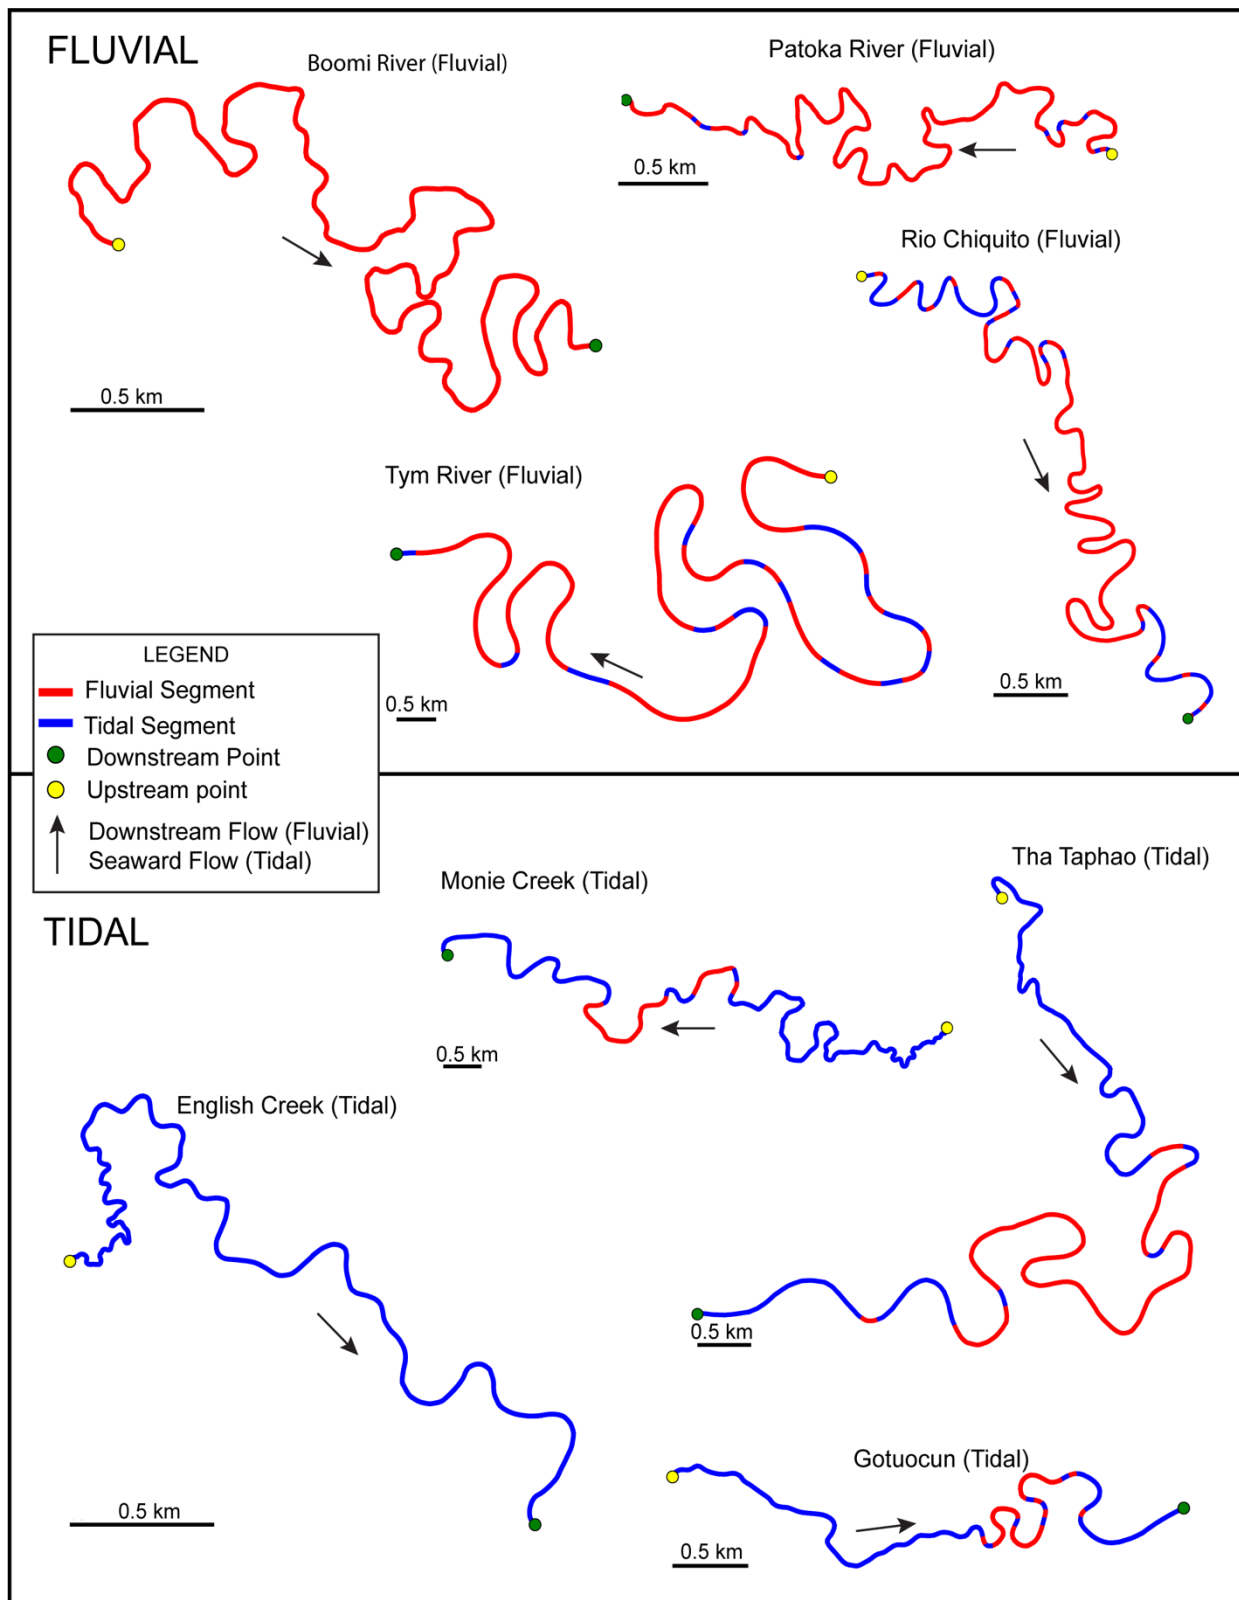 FLUVIAL
Boomi River (Fluvial)
Patoka River (Fluvial)
0.5 km
Rio Chiquito (Fluvial)
0.5 km
Tym River (Fluvial)
0.5 km
0.5 km
LEGEND
Fluvial Segment
Tidal Segment
Downstream Point
Upstream point
Downstream Flow (Fluvial)
Seaward Flow (Tidal)
TIDAL
Monie Creek (Tidal)
Tha Taphao (Tidal)
0.5 km
English Creek (Tidal)
0.5 km
Gotuocun (Tidal)
0.5 km
0.5 km